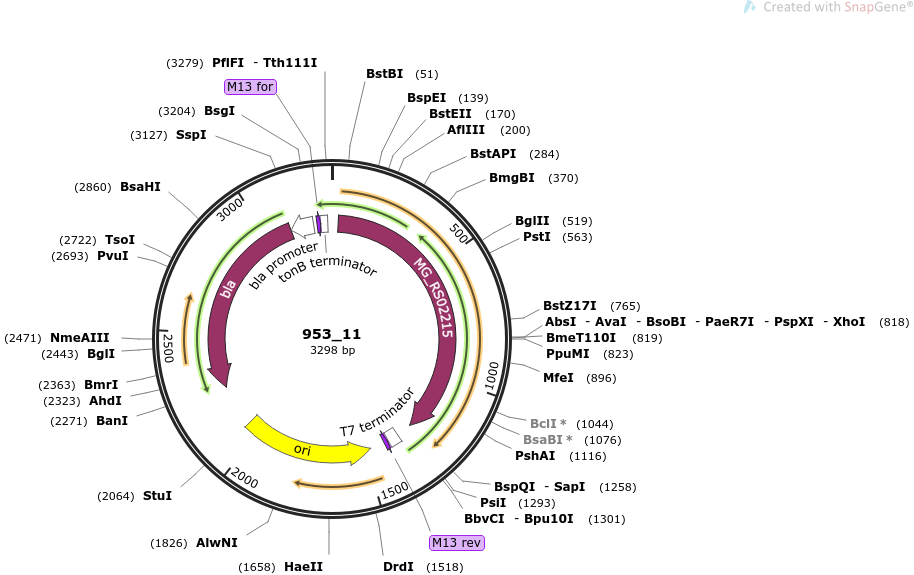 Created with SnapGene®
(3279) PflFI - Tth111I
M13 for
(3204) BsgI
(3127) SspI
(2860) BsaHI
(2722) TsoI
(2693) PvuI
(2471) NmeAIII
(2443) BglI
(2363) BmrI
(2323) AhdI
(2271) BanI
(2064) StuI
(1826) AlwNI
(1658) HaeII
BstBI (51)
BspEI (139)
BstEII (170)
AflIII (200)
BstAPI (284)
BmgBI (370)
BglII (519)
PstI (563)
BstZ17I (765)
AbsI - AvaI - BsoBI - PaeR7I - PspXI - XhoI (818)
BmeT110I (819)
PpuMI (823)
MfeI (896)
BclI * (1044)
BsaBI * (1076)
PshAI (1116)
BspQI - SapI (1258)
PsiI (1293)
BbvCI - Bpu10I (1301)
M13 rev
DrdI (1518)
500
1000
1500
2000
2500
3000
bla promoter
tonB terminator
MG_RS02215
bla
T7 terminator
ori
953_11
3298 bp